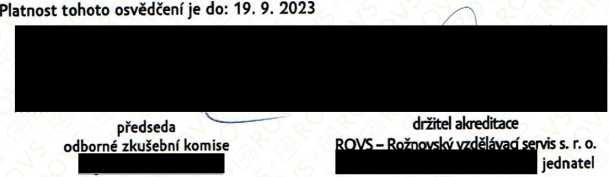 Platnost tohoto osvědčení je do: 19. 9. 2023
předseda
odborné zkušební komise
držitel akreditace
ROVS – Rožnovský vzdělávací servis s. r. o.
jednatel